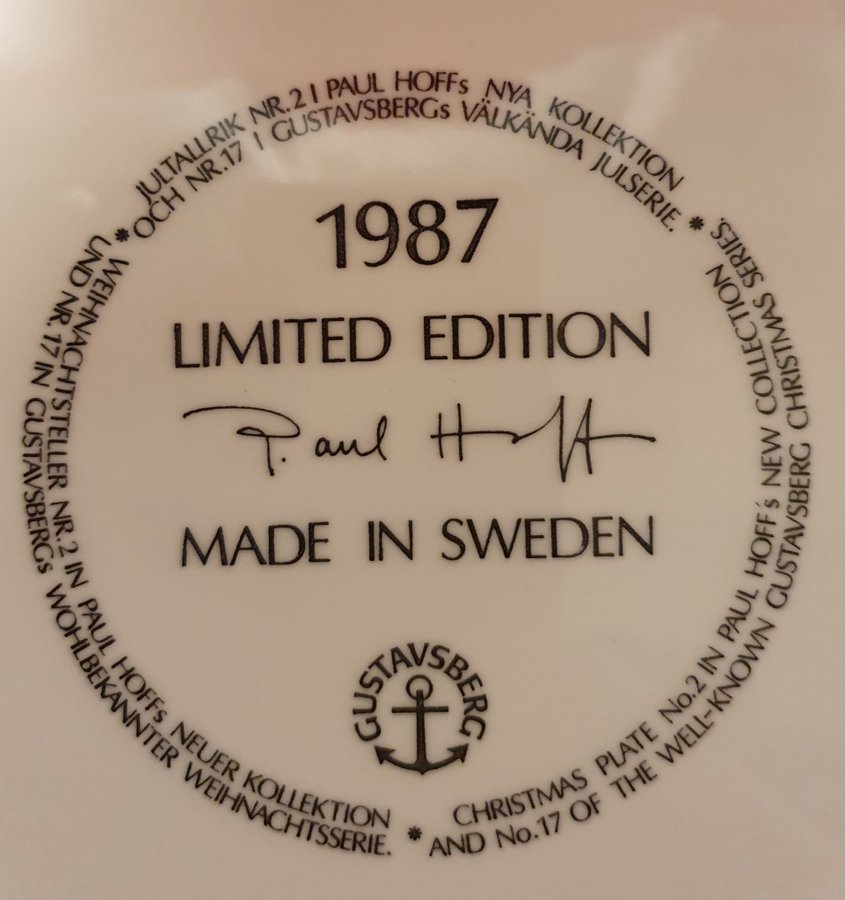 JULTALLRIK NR.2 I PAUL HOFFs NYA KOLLEKTION
OCH NR.17 I GUSTAVSBERGs VÄLKÄNDA JULSERIE. *
CHRISTMAS PLATE No.2 IN PAUL HOFF's NEW COLLECTION
AND No.17 OF THE WELL-KNOWN GUSTAVSBERG CHRISTMAS SERIES. *
WEIHNACHTSTELLER NR.2 IN PAUL HOFFs NEUER KOLLEKTION
UND NR.17 IN GUSTAVSBERGs WOHLBEKANNTER WEIHNACHTSSERIE. *
1987
LIMITED EDITION
Paul Hoff
MADE IN SWEDEN
GUSTAVSBERG